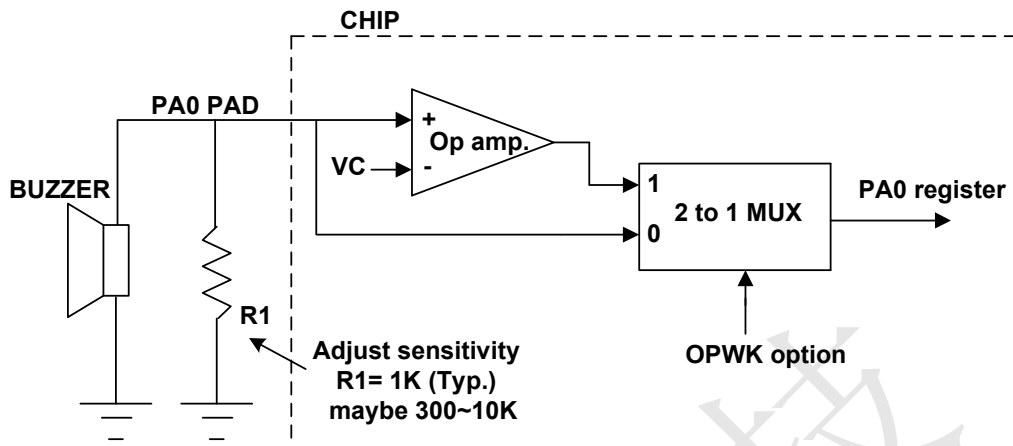 CHIP
PA0 PAD
+
Op amp.
VC
-
BUZZER
1
2 to 1 MUX
0
PA0 register
R1
Adjust sensitivity
R1= 1K (Typ.)
maybe 300~10K
OPWK option